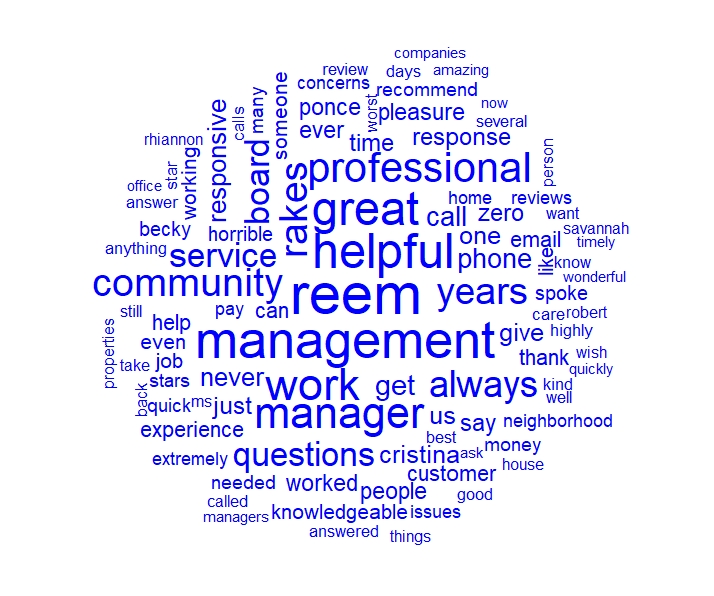 companies
review
days
amazing
concerns
recommend
someone
many
calls
responsive
ponce
worst
pleasure
now
several
ever
time
response
rhiannon
board
rakes
professional
person
office
star
working
answer
great
home
reviews
call
zero
want
becky
horrible
helpful
one
email
savannah
timely
anything
service
phone
like
know
wonderful
community
reem
years
spoke
still
pay
can
care
robert
properties
help
management
give
highly
even
take
job
thank
wish
quickly
stars
never
work
get
always
kind
well
back
quick
ms
just
manager
us
say
neighborhood
experience
best
extremely
questions
cristina
ask
money
house
needed
worked
people
customer
good
called
managers
knowledgeable
issues
answered
things